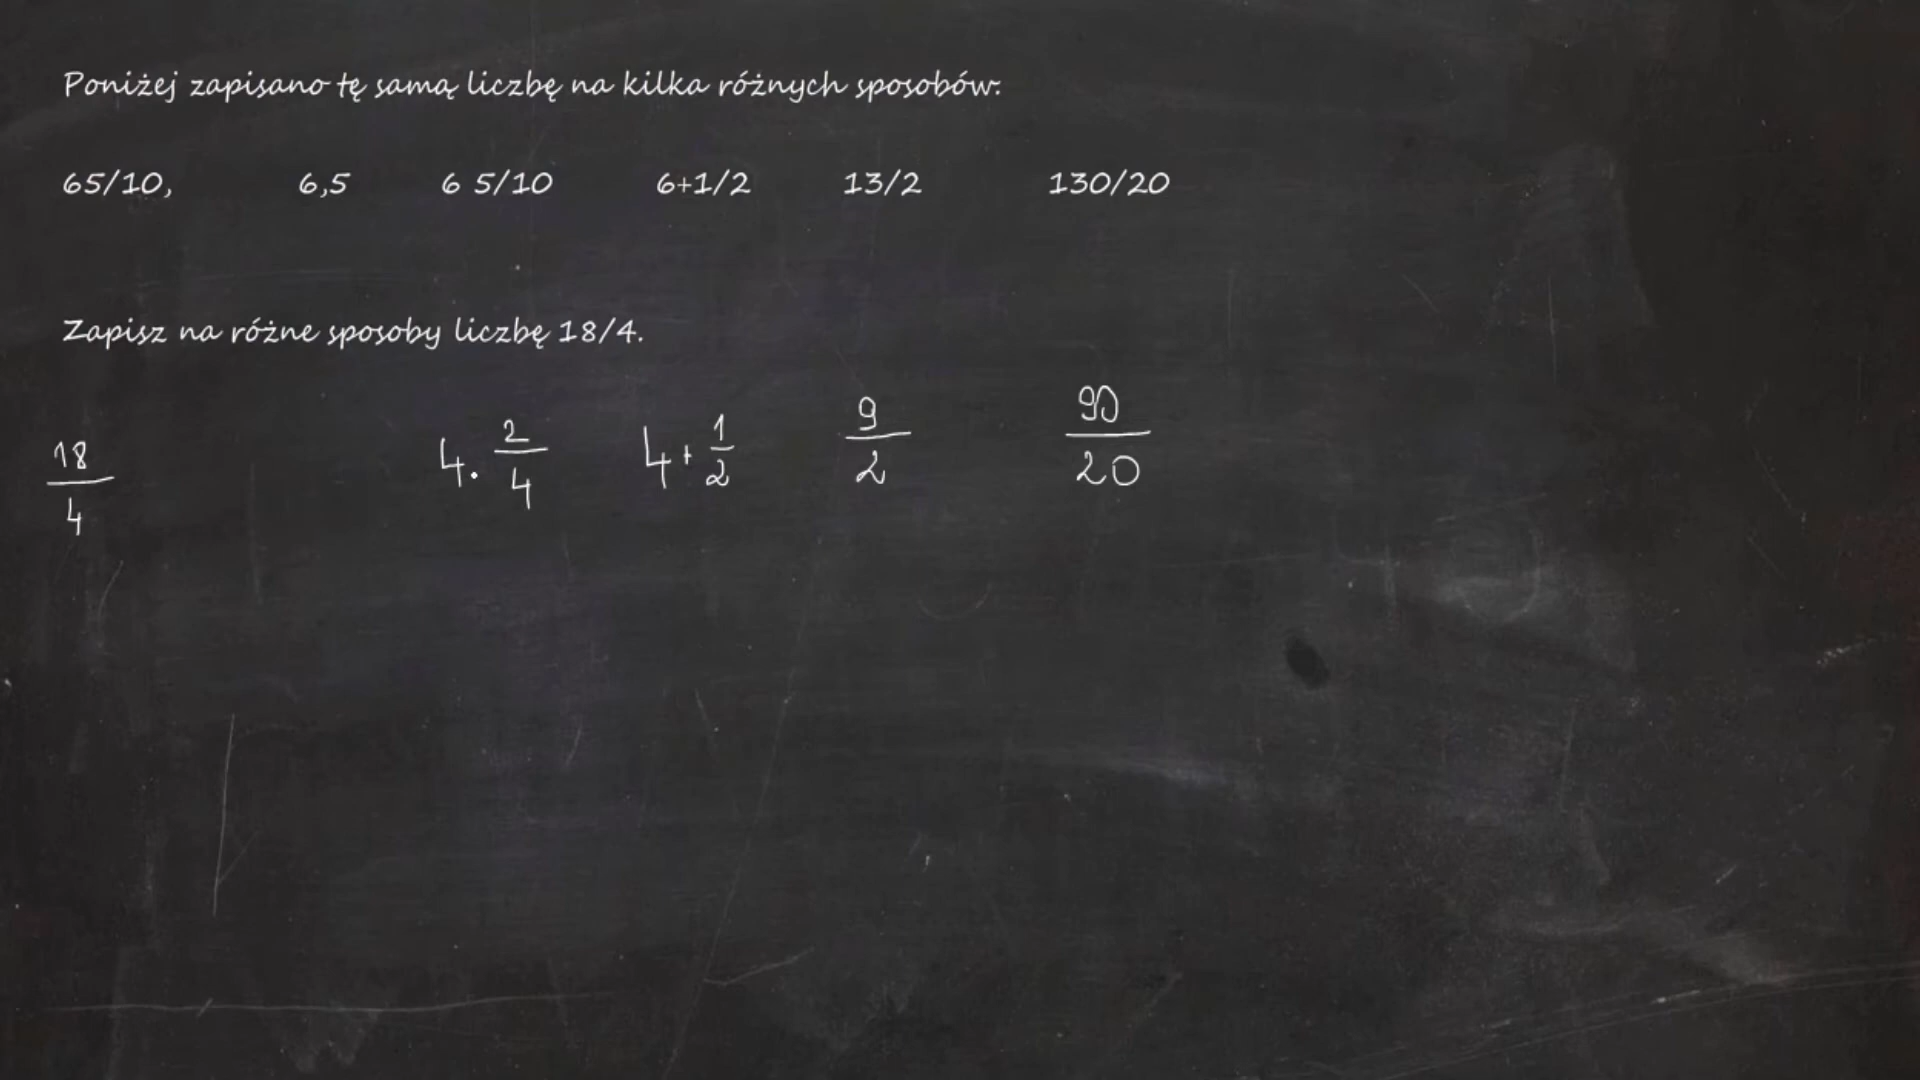 Poniżej zapisano tę samą liczbę na kilka różnych sposobów:
65/10, 6,5 6 5/10 6+1/2 13/2 130/20
Zapisz na różne sposoby liczbę 18/4.
18/4 4. 2/4 4+1/2 9/2 90/20